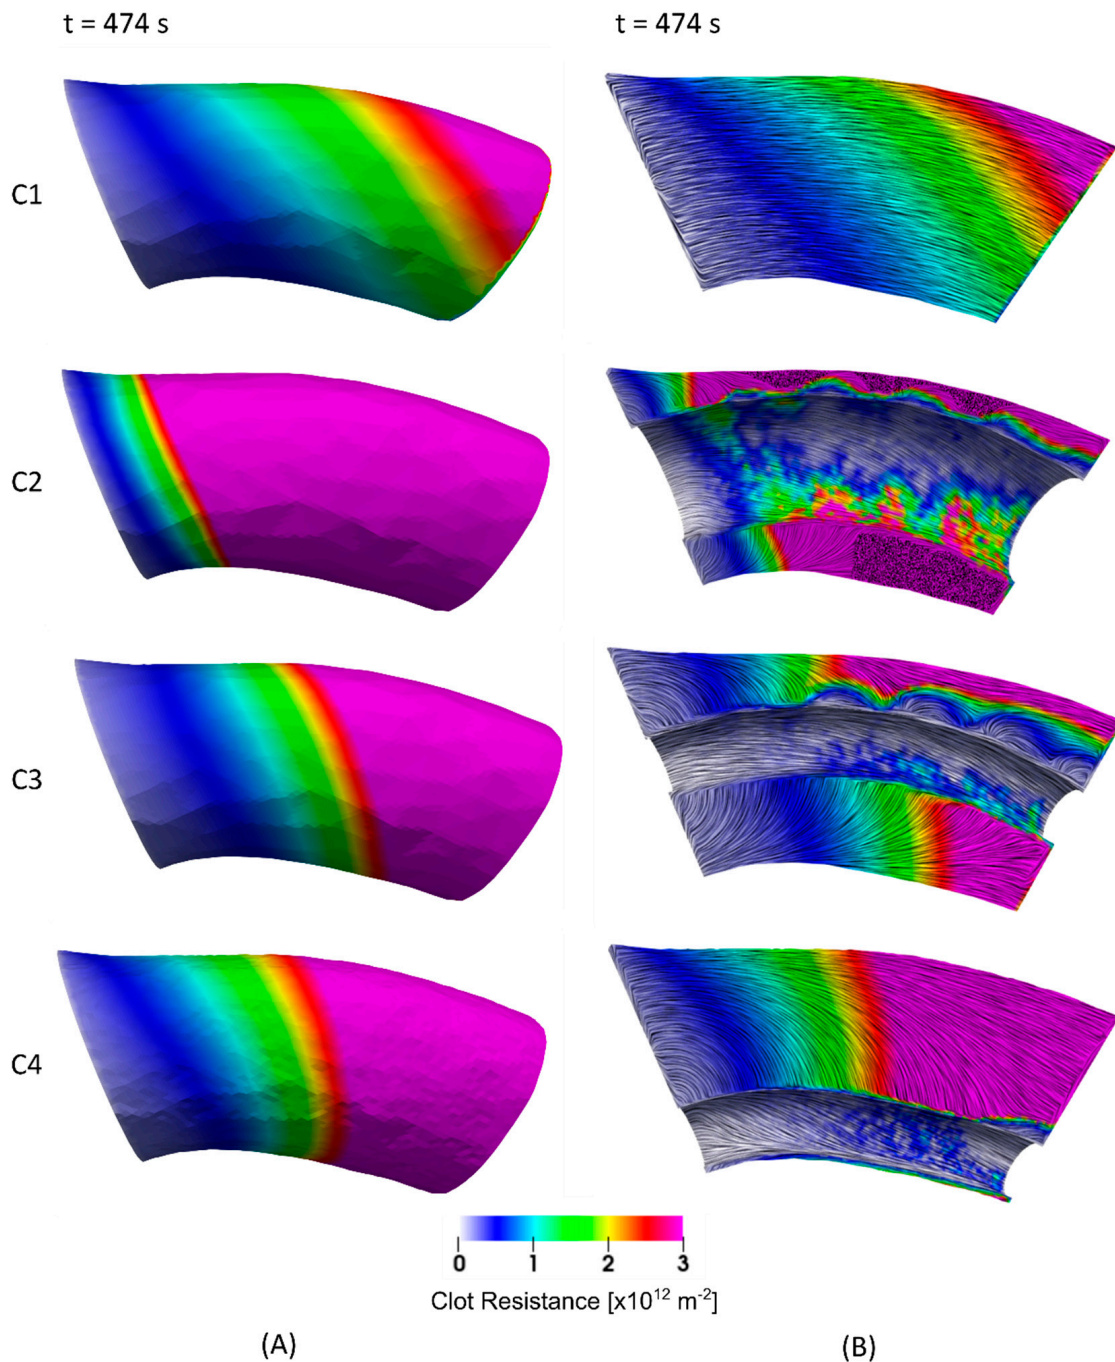 t = 474 s
t = 474 s
C1
C2
C3
C4
0 1 2 3
Clot Resistance [x10¹² m⁻²]
(A)
(B)